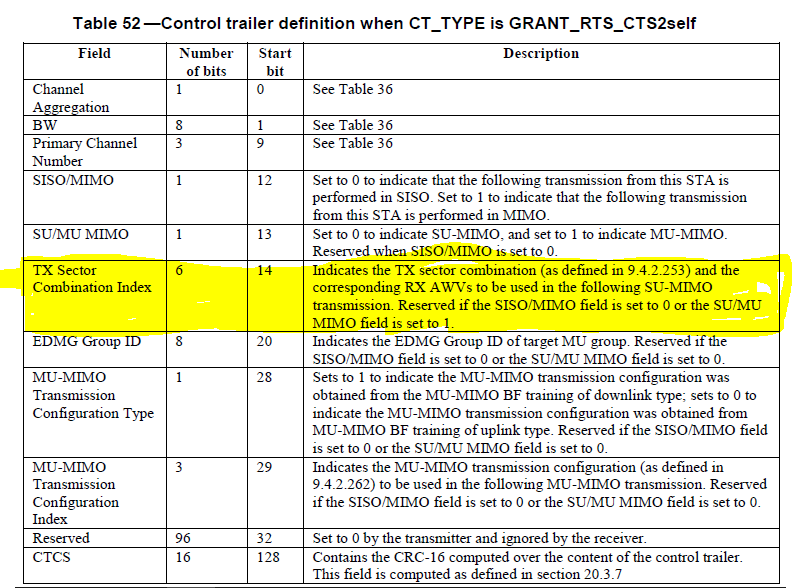 Table 52—Control trailer definition when CT_TYPE is GRANT_RTS_CTS2self
Field Number of bits Start bit Description
Channel Aggregation 1 0 See Table 36
BW 8 1 See Table 36
Primary Channel Number 3 9 See Table 36
SISO/MIMO 1 12 Set to 0 to indicate that the following transmission from this STA is
performed in SISO. Set to 1 to indicate that the following transmission
from this STA is performed in MIMO.
SU/MU MIMO 1 13 Set to 0 to indicate SU-MIMO, and set to 1 to indicate MU-MIMO.
Reserved when SISO/MIMO is set to 0.
TX Sector Combination Index 6 14 Indicates the TX sector combination (as defined in 9.4.2.253) and the
corresponding RX AWVs to be used in the following SU-MIMO
transmission. Reserved if the SISO/MIMO field is set to 0 or the SU/MU
MIMO field is set to 1.
EDMG Group ID 8 20 Indicates the EDMG Group ID of target MU group. Reserved if the
SISO/MIMO field is set to 0 or the SU/MU MIMO field is set to 0.
MU-MIMO Transmission Configuration Type 1 28 Sets to 1 to indicate the MU-MIMO transmission configuration was
obtained from the MU-MIMO BF training of downlink type; sets to 0 to
indicate the MU-MIMO transmission configuration was obtained from
MU-MIMO BF training of uplink type. Reserved if the SISO/MIMO field
is set to 0 or the SU/MU MIMO field is set to 0.
MU-MIMO Transmission Configuration Index 3 29 Indicates the MU-MIMO transmission configuration (as defined in
9.4.2.262) to be used in the following MU-MIMO transmission. Reserved
if the SISO/MIMO field is set to 0 or the SU/MU MIMO field is set to 0.
Reserved 96 32 Set to 0 by the transmitter and ignored by the receiver.
CTCS 16 128 Contains the CRC-16 computed over the content of the control trailer.
This field is computed as defined in section 20.3.7